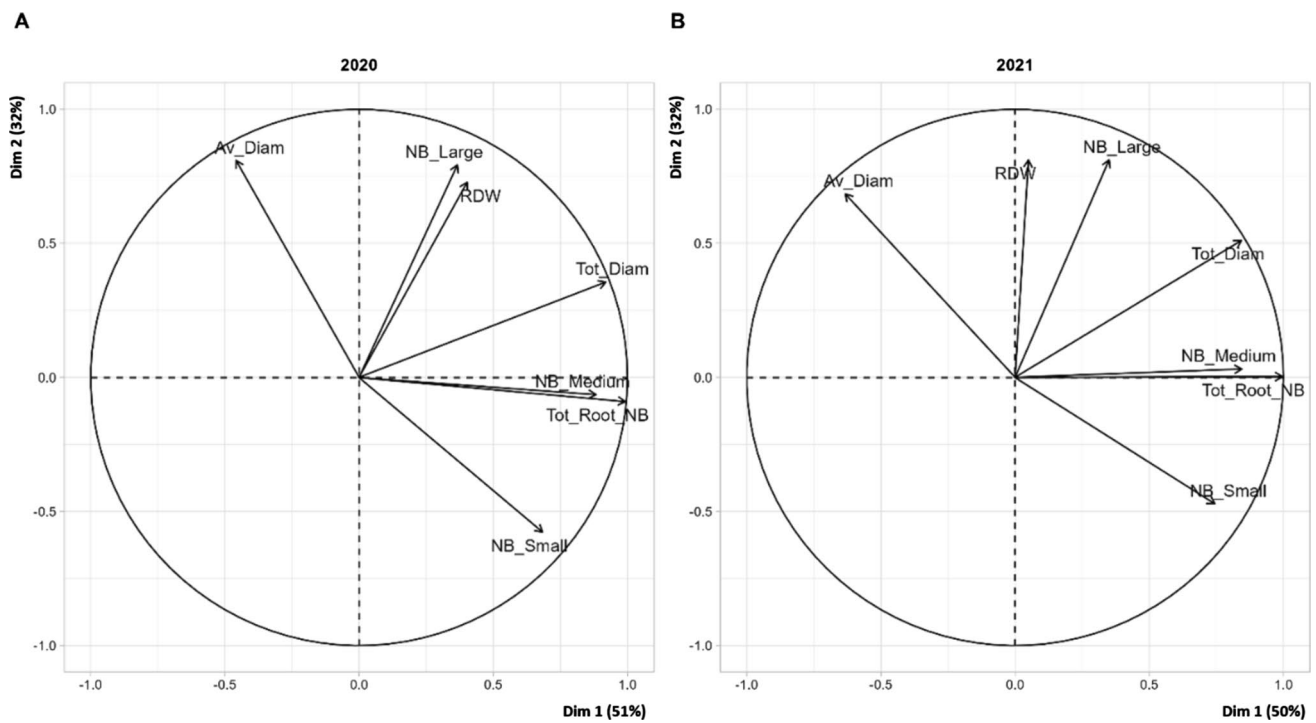 A
2020
Dim 2 (32%)
1.0
0.5
0.0
-0.5
-1.0
Av_Diam
NB_Large
RDW
Tot_Diam
NB_Medium
Tot_Root_NB
NB_Small
-1.0
-0.5
0.0
0.5
1.0
Dim 1 (51%)
B
2021
Dim 2 (32%)
1.0
0.5
0.0
-0.5
-1.0
NB_Large
RDW
Av_Diam
Tot_Diam
NB_Medium
Tot_Root_NB
NB_Small
-1.0
-0.5
0.0
0.5
1.0
Dim 1 (50%)